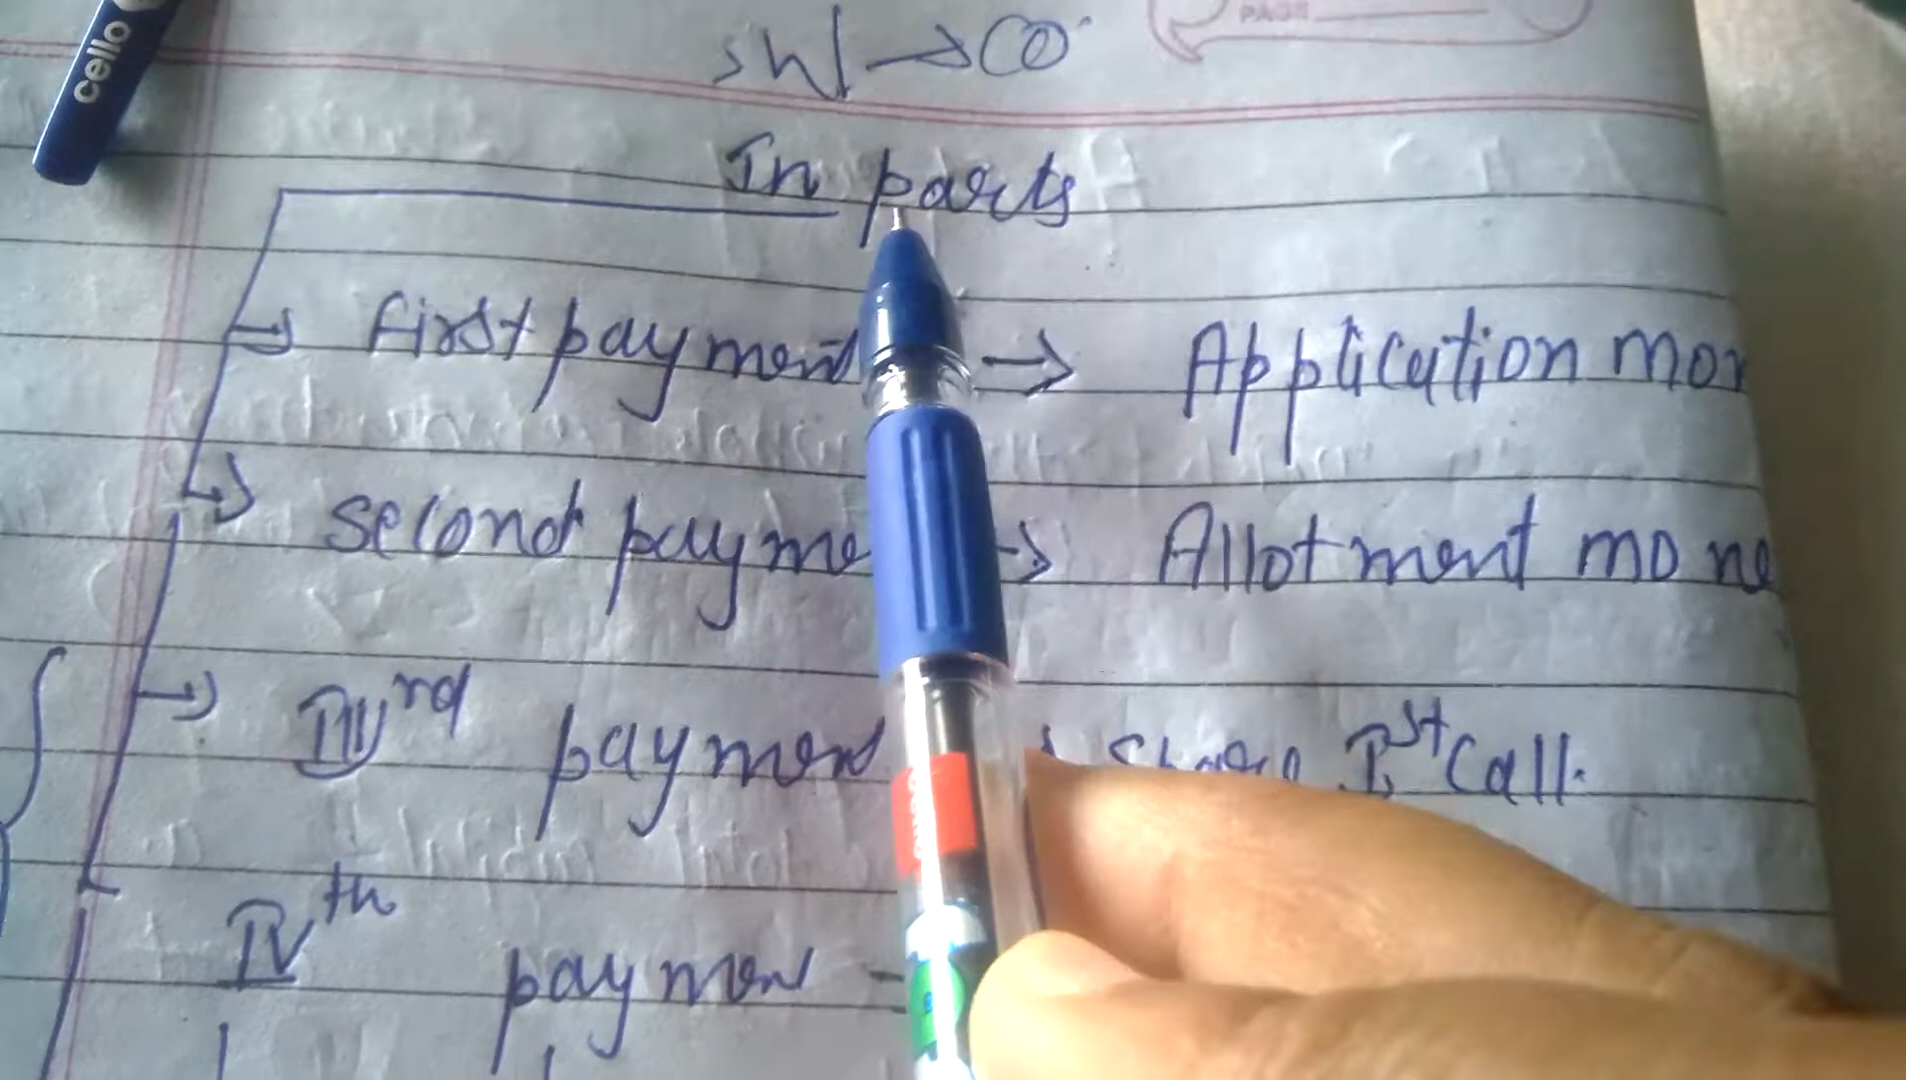 cello
PAGE
SH → CO
In parts
→ First payment → Application mon
→ Second payme → Allotment mone
→ IIIrd payment Share Ist Call.
IVth paymen